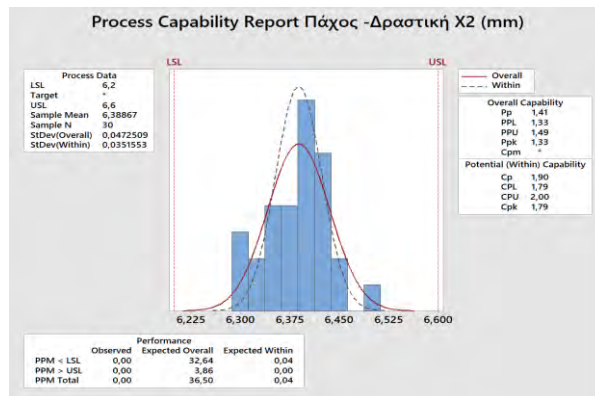 Process Capability Report Πάχος -Δραστική X2 (mm)
LSL
USL
Process Data
LSL 6,2
Target *
USL 6,6
Sample Mean 6,38867
Sample N 30
StDev(Overall) 0,0472509
StDev(Within) 0,0351553
Overall
Within
Overall Capability
Pp 1,41
PPL 1,33
PPU 1,49
Ppk 1,33
Cpm *
Potential (Within) Capability
Cp 1,90
CPL 1,79
CPU 2,00
Cpk 1,79
6,225 6,300 6,375 6,450 6,525 6,600
Performance
Observed Expected Overall Expected Within
PPM < LSL 0,00 32,64 0,04
PPM > USL 0,00 3,86 0,00
PPM Total 0,00 36,50 0,04